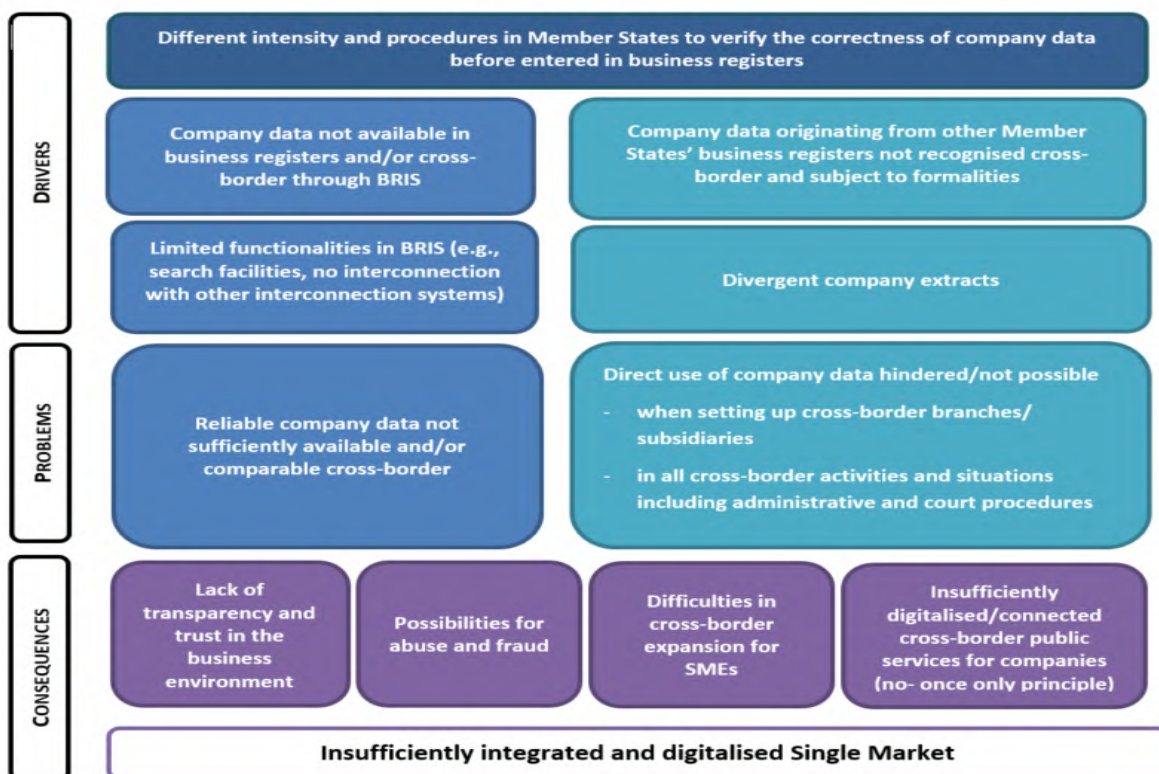 DRIVERS
Different intensity and procedures in Member States to verify the correctness of company data
before entered in business registers
Company data not available in
business registers and/or cross-
border through BRIS
Company data originating from other Member
States' business registers not recognised cross-
border and subject to formalities
Limited functionalities in BRIS (e.g.,
search facilities, no interconnection
with other interconnection systems)
Divergent company extracts
PROBLEMS
Reliable company data not
sufficiently available and/or
comparable cross-border
Direct use of company data hindered/not possible
- when setting up cross-border branches/
subsidiaries
- in all cross-border activities and situations
including administrative and court procedures
CONSEQUENCES
Lack of
transparency and
trust in the
business
environment
Possibilities for
abuse and fraud
Difficulties in
cross-border
expansion for
SMEs
Insufficiently
digitalised/connected
cross-border public
services for companies
(no- once only principle)
Insufficiently integrated and digitalised Single Market